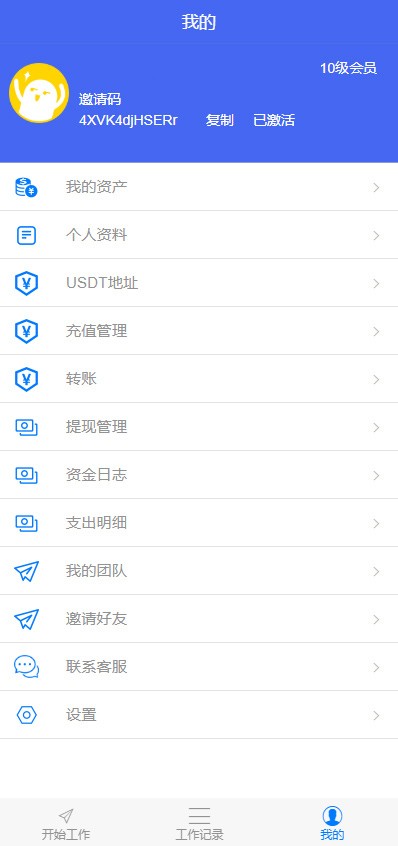 我的
10级会员
邀请码
4XVK4djHSERr 复制 已激活
我的资产
个人资料
USDT地址
充值管理
转账
提现管理
资金日志
支出明细
我的团队
邀请好友
联系客服
设置
开始工作 工作记录 我的